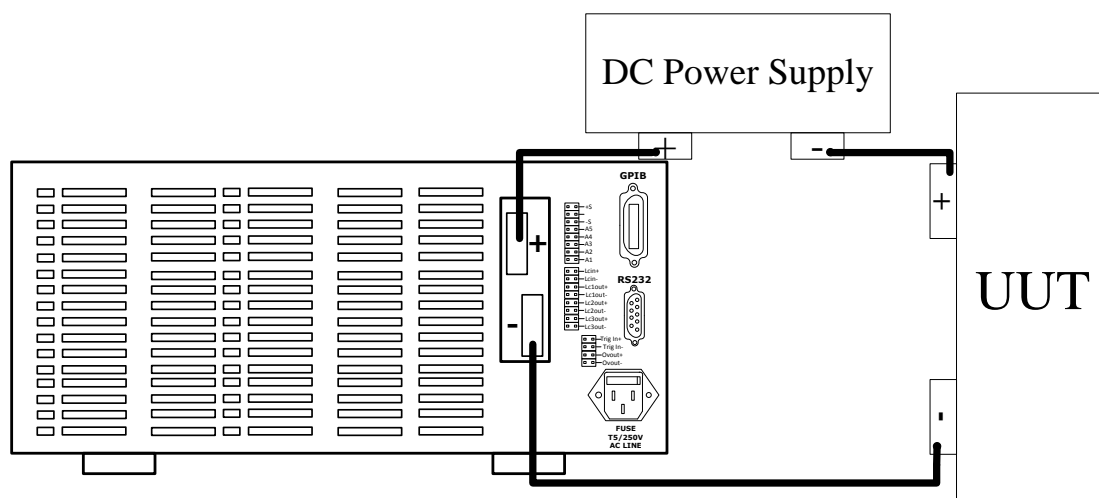 DC Power Supply
+
-
GPIB
+S
-S
A5
A4
A3
A2
A1
Lcin+
Lcin-
Lc1out+
Lc1out-
Lc2out+
Lc2out-
Lc3out+
Lc3out-
RS232
Trig In+
Trig In-
Ovout+
Ovout-
FUSE
T5/250V
AC LINE
+
-
+
UUT
-